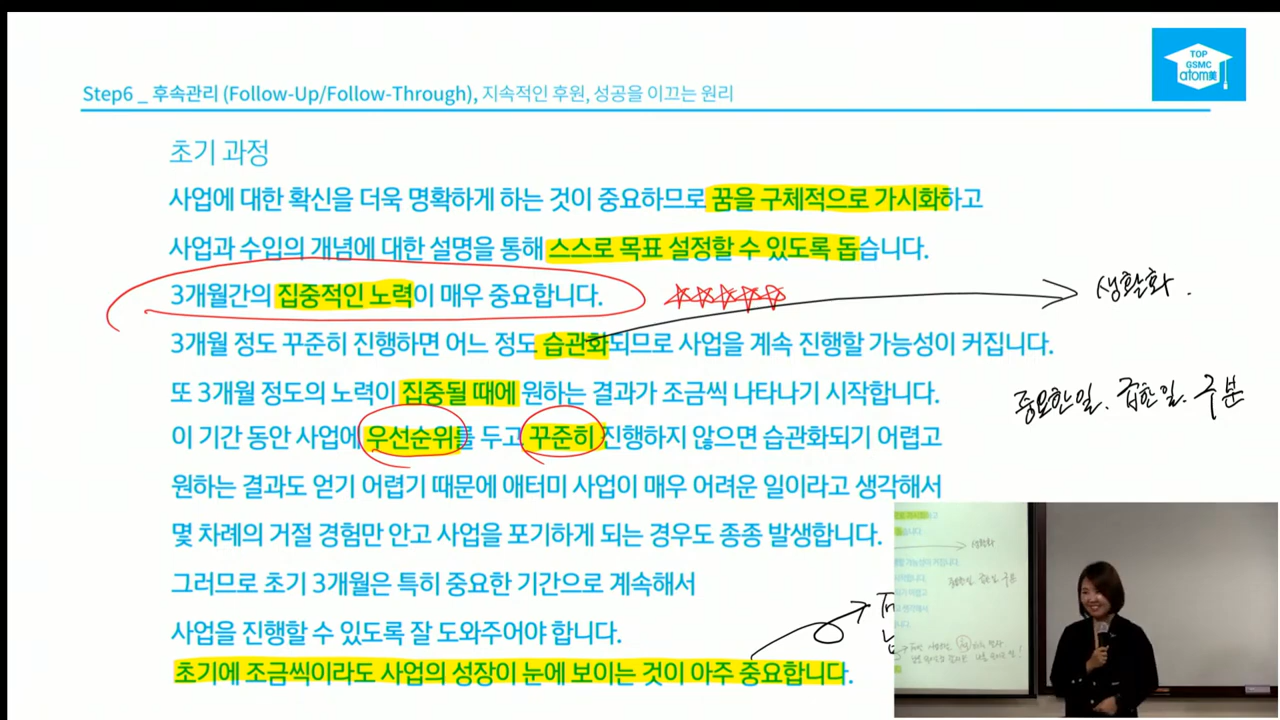 TOP
GSMC
atom美
Step6 _ 후속관리 (Follow-Up/Follow-Through), 지속적인 후원, 성공을 이끄는 원리
초기 과정
사업에 대한 확신을 더욱 명확하게 하는 것이 중요하므로 꿈을 구체적으로 가시화하고
사업과 수입의 개념에 대한 설명을 통해 스스로 목표 설정할 수 있도록 돕습니다.
3개월간의 집중적인 노력이 매우 중요합니다.
생활화.
3개월 정도 꾸준히 진행하면 어느 정도 습관화되므로 사업을 계속 진행할 가능성이 커집니다.
또 3개월 정도의 노력이 집중될 때에 원하는 결과가 조금씩 나타나기 시작합니다.
중요한일. 급한일. 구분
이 기간 동안 사업에 우선순위를 두고 꾸준히 진행하지 않으면 습관화되기 어렵고
원하는 결과도 얻기 어렵기 때문에 애터미 사업이 매우 어려운 일이라고 생각해서
몇 차례의 거절 경험만 안고 사업을 포기하게 되는 경우도 종종 발생합니다.
그러므로 초기 3개월은 특히 중요한 기간으로 계속해서
사업을 진행할 수 있도록 잘 도와주어야 합니다.
초기에 조금씩이라도 사업의 성장이 눈에 보이는 것이 아주 중요합니다.